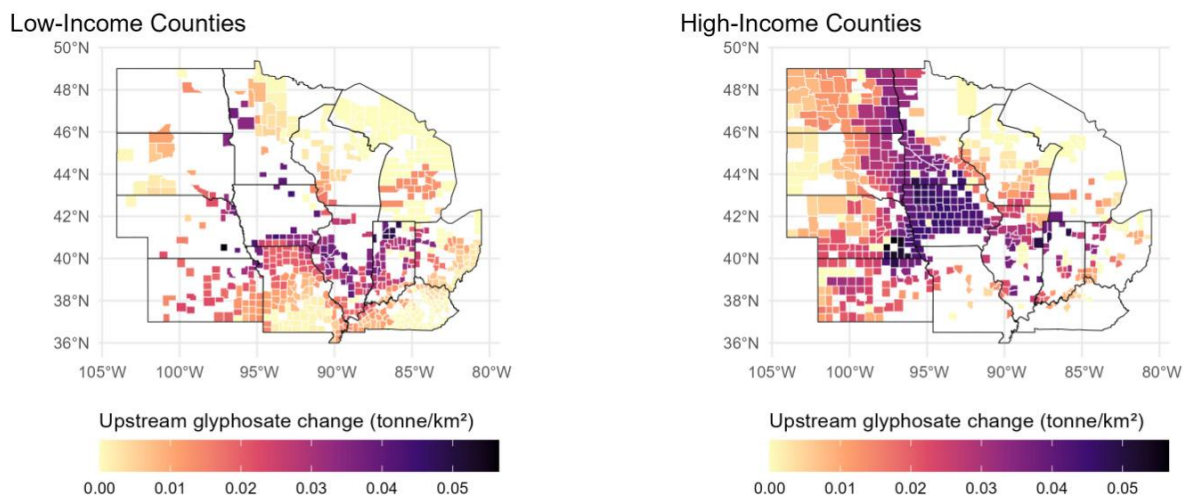 Low-Income Counties
50°N
48°N
46°N
44°N
42°N
40°N
38°N
36°N
105°W 100°W 95°W 90°W 85°W 80°W
Upstream glyphosate change (tonne/km²)
0.00 0.01 0.02 0.03 0.04 0.05
High-Income Counties
50°N
48°N
46°N
44°N
42°N
40°N
38°N
36°N
105°W 100°W 95°W 90°W 85°W 80°W
Upstream glyphosate change (tonne/km²)
0.00 0.01 0.02 0.03 0.04 0.05